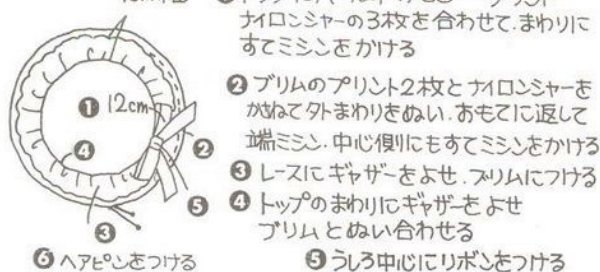 ナイロンシャーの3枚を合わせて、まわりに
すてミシンをかける
❷ブリムのプリント2枚とナイロンシャーを
かさねて外まわりをぬい、おもてに返して
端ミシン、中心側にもすてミシンをかける
❸レースにギャザーをよせ、ブリムにつける
❹トップのまわりにギャザーをよせ
ブリムとぬい合わせる
❺うしろ中心にリボンをつける
❻ヘアピンをつける
❶12cm
❹
❷
❺
❸